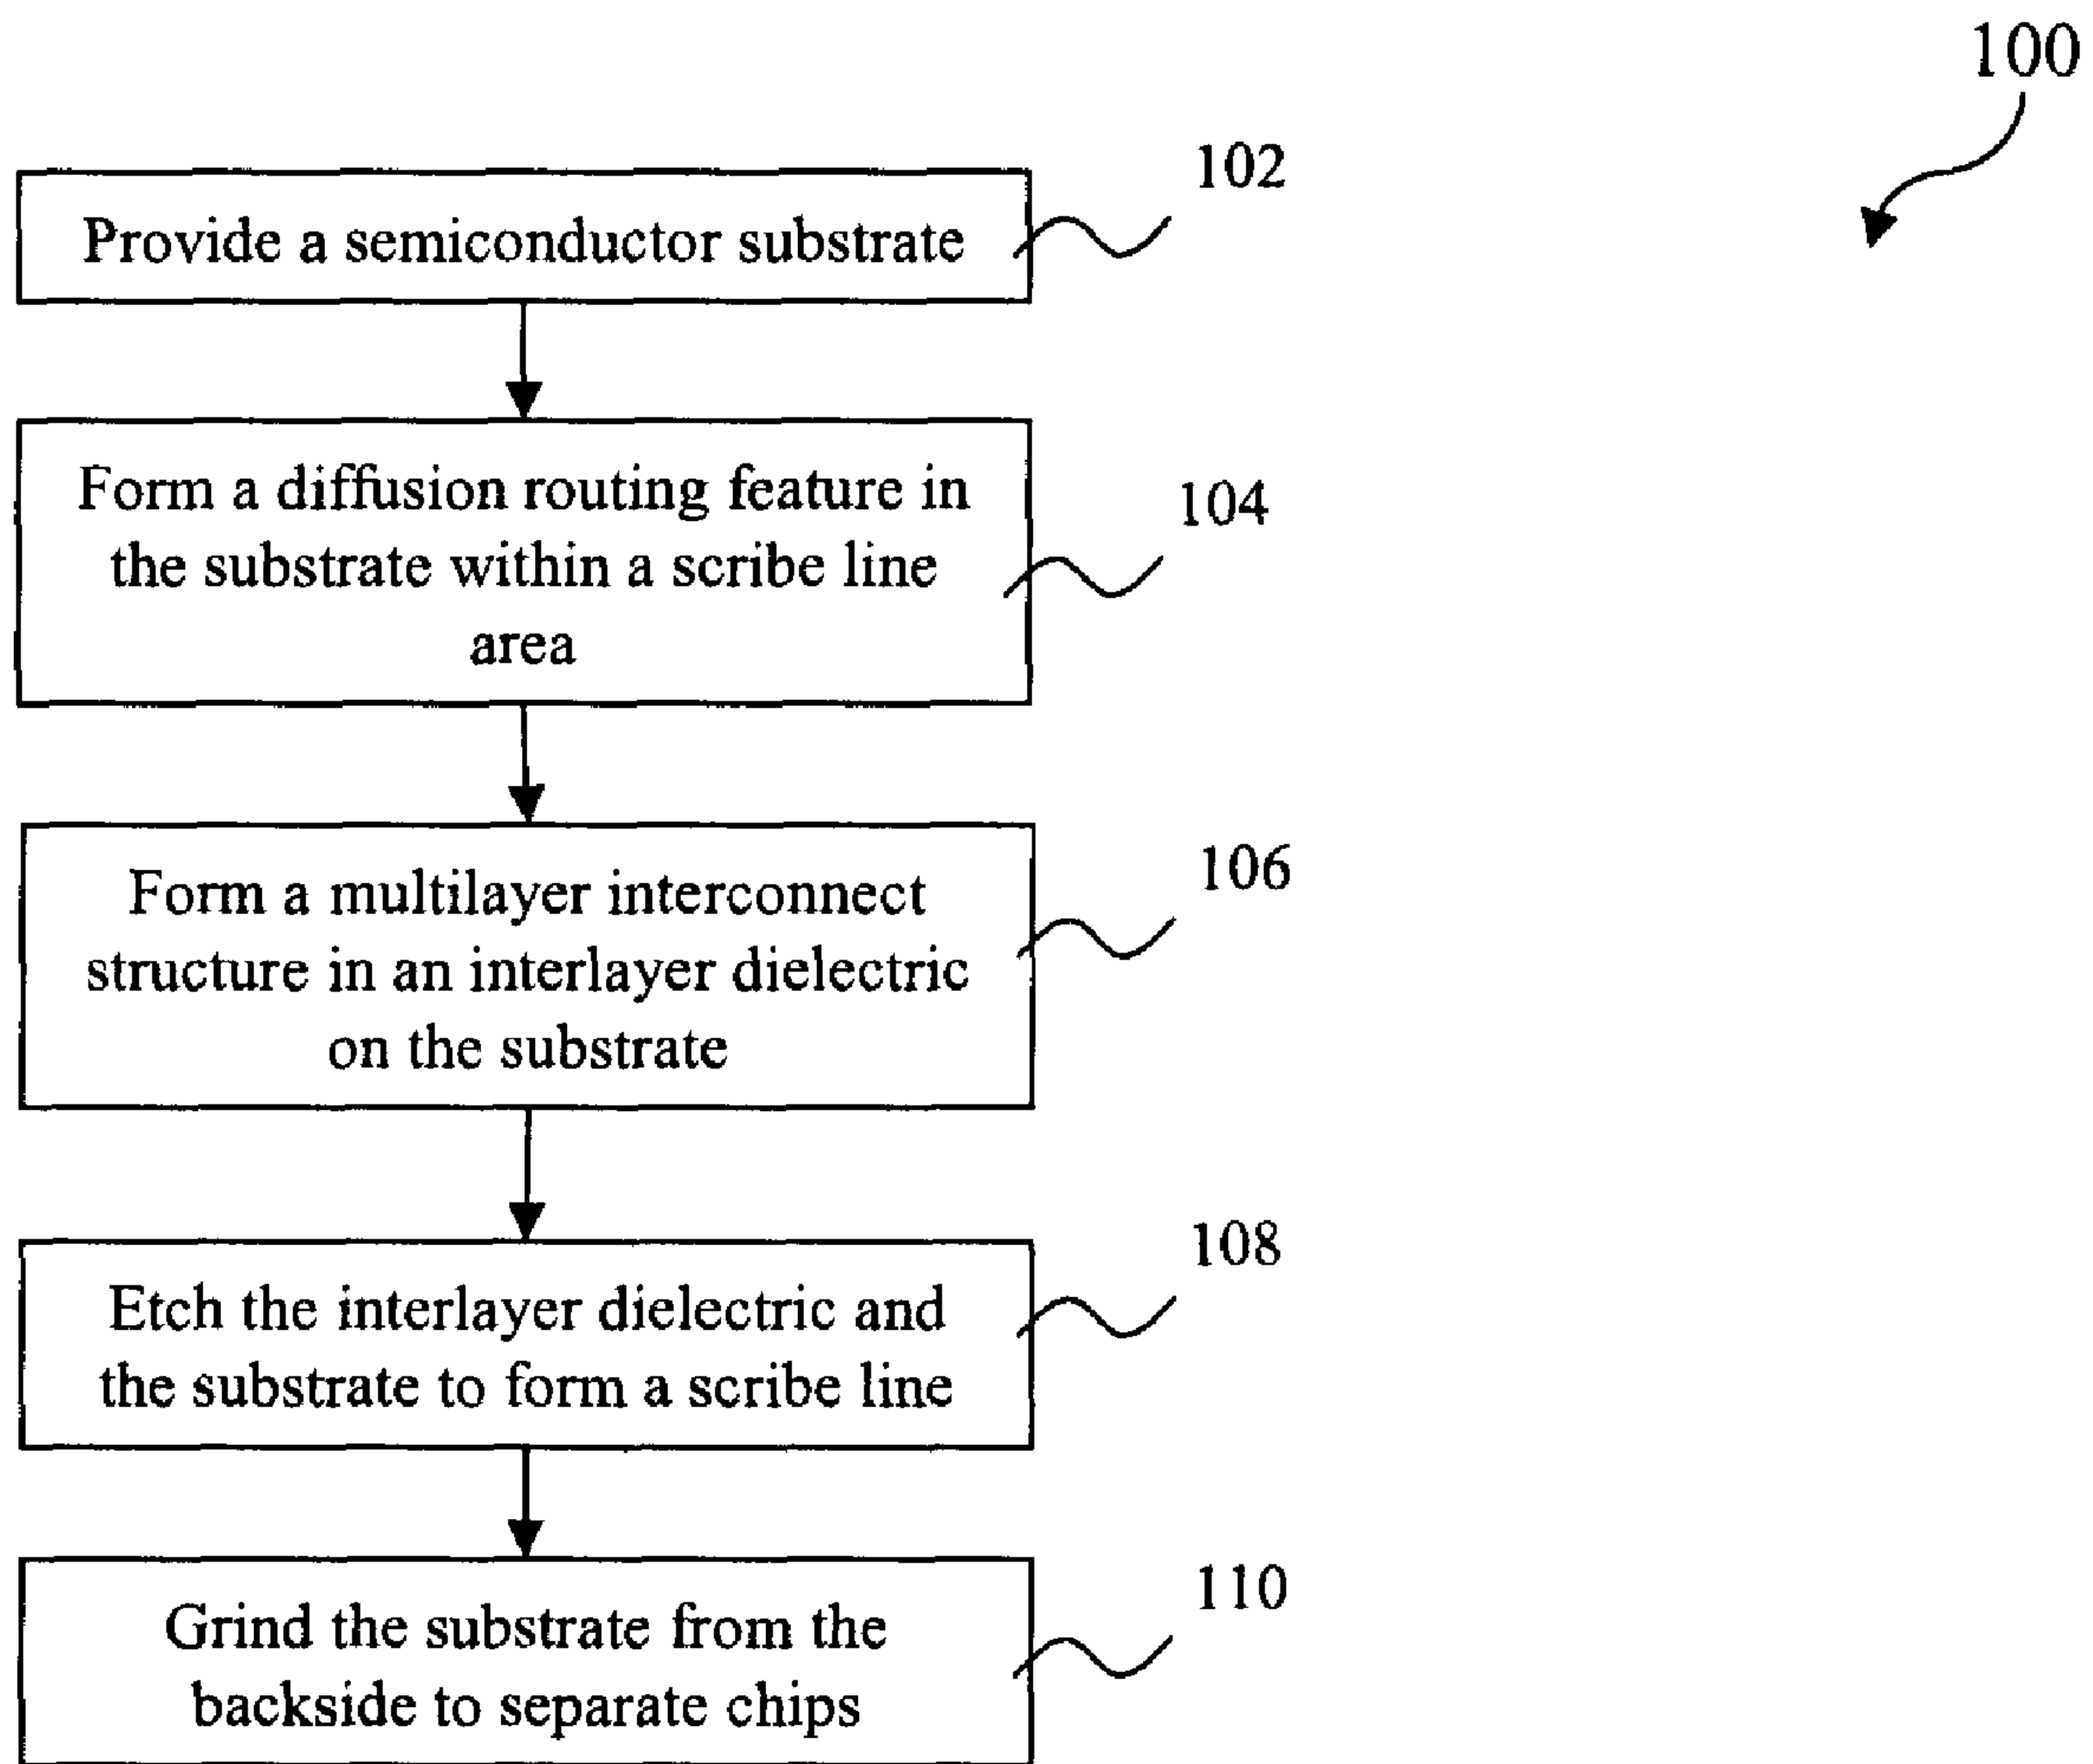 100
102
Provide a semiconductor substrate
Form a diffusion routing feature in
the substrate within a scribe line
area
104
Form a multilayer interconnect
structure in an interlayer dielectric
on the substrate
106
Etch the interlayer dielectric and
the substrate to form a scribe line
108
Grind the substrate from the
backside to separate chips
110